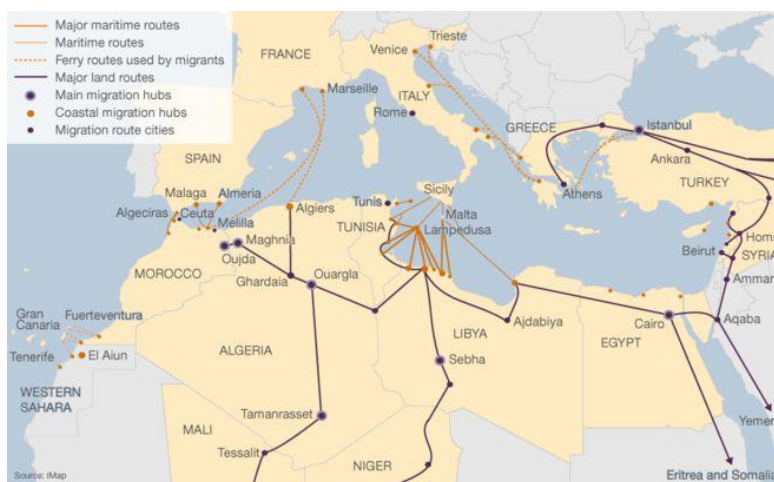 Major maritime routes
Maritime routes
Ferry routes used by migrants
Major land routes
Main migration hubs
Coastal migration hubs
Migration route cities
Trieste
Venice
FRANCE
Marseille
ITALY
Rome
GREECE
Istanbul
Ankara
TURKEY
SPAIN
Malaga
Almeria
Algeciras
Ceuta
Melilla
Algiers
Tunis
Sicily
Malta
Lampedusa
Athens
TUNISIA
Homs
Beirut
SYRIA
Amman
Maghnia
Oujda
MOROCCO
Ghardaia
Ouargla
Gran
Canaria
Fuerteventura
Tenerife
El Aiun
WESTERN
SAHARA
ALGERIA
LIBYA
Ajdabiya
Sebha
EGYPT
Cairo
Aqaba
Tamanrasset
MALI
Tessalit
NIGER
Yemen
Eritrea and Somalia
Source: IMap